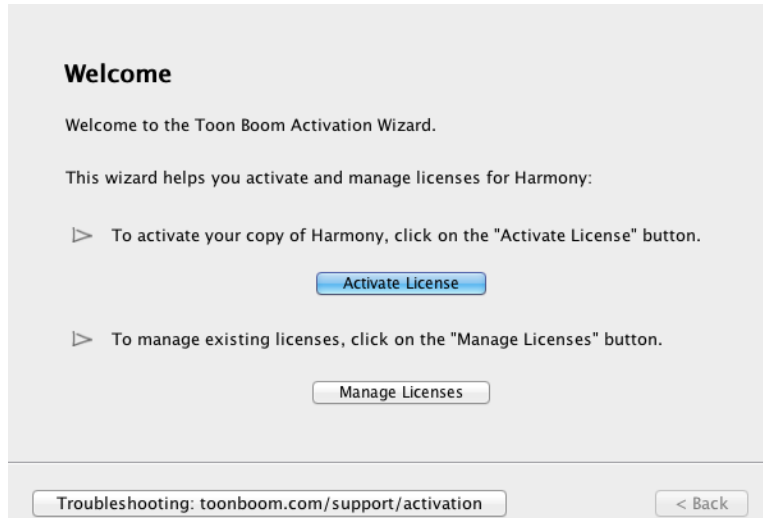 Welcome
Welcome to the Toon Boom Activation Wizard.
This wizard helps you activate and manage licenses for Harmony:
To activate your copy of Harmony, click on the "Activate License" button.
Activate License
To manage existing licenses, click on the "Manage Licenses" button.
Manage Licenses
Troubleshooting: toonboom.com/support/activation
< Back